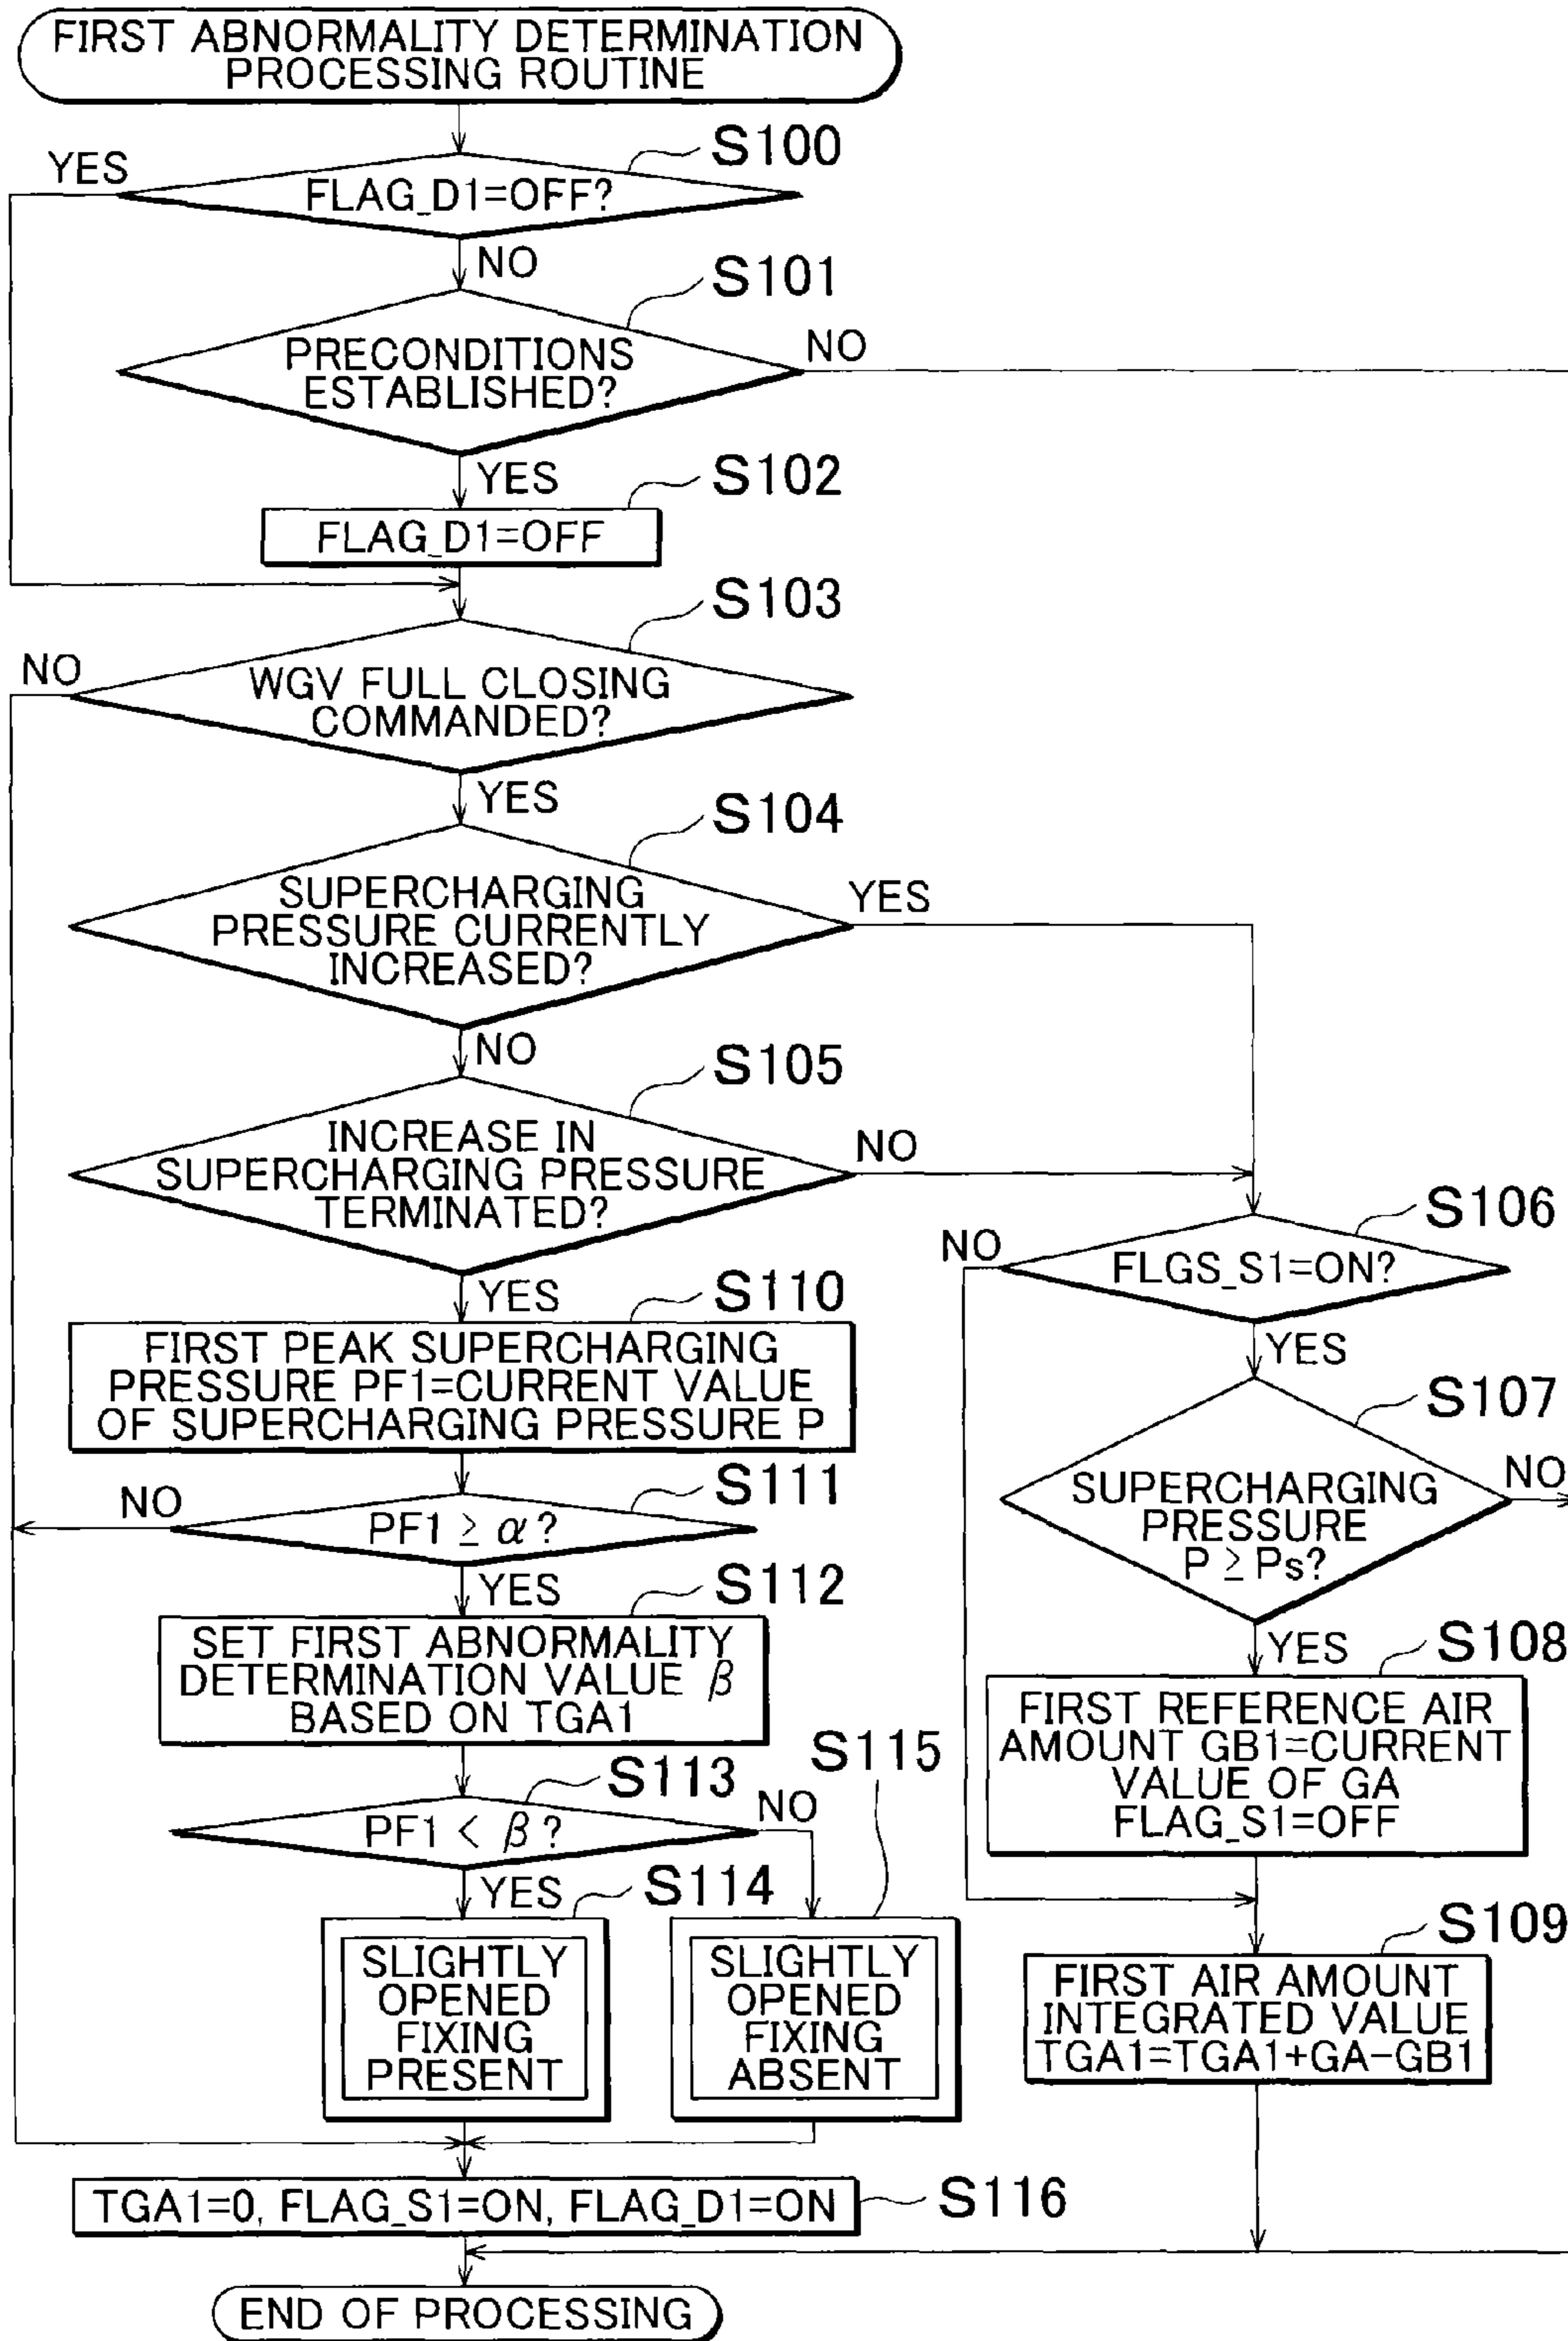 FIRST ABNORMALITY DETERMINATION
PROCESSING ROUTINE
S100
YES
FLAG_D1=OFF?
NO
S101
PRECONDITIONS
ESTABLISHED?
NO
YES
S102
FLAG_D1=OFF
S103
NO
WGV FULL CLOSING
COMMANDED?
YES
S104
SUPERCHARGING
PRESSURE CURRENTLY
INCREASED?
YES
NO
S105
INCREASE IN
SUPERCHARGING PRESSURE
TERMINATED?
NO
YES
S106
NO
FLGS_S1=ON?
YES
S107
SUPERCHARGING
PRESSURE
P ≥ Ps?
NO
YES
S108
FIRST REFERENCE AIR
AMOUNT GB1=CURRENT
VALUE OF GA
FLAG_S1=OFF
S109
FIRST AIR AMOUNT
INTEGRATED VALUE
TGA1=TGA1+GA-GB1
S110
FIRST PEAK SUPERCHARGING
PRESSURE PF1=CURRENT VALUE
OF SUPERCHARGING PRESSURE P
S111
NO
PF1 ≥ α?
YES
S112
SET FIRST ABNORMALITY
DETERMINATION VALUE β
BASED ON TGA1
S113
PF1 < β?
NO
YES
S114
SLIGHTLY
OPENED
FIXING
PRESENT
S115
SLIGHTLY
OPENED
FIXING
ABSENT
TGA1=0, FLAG_S1=ON, FLAG_D1=ON
S116
END OF PROCESSING